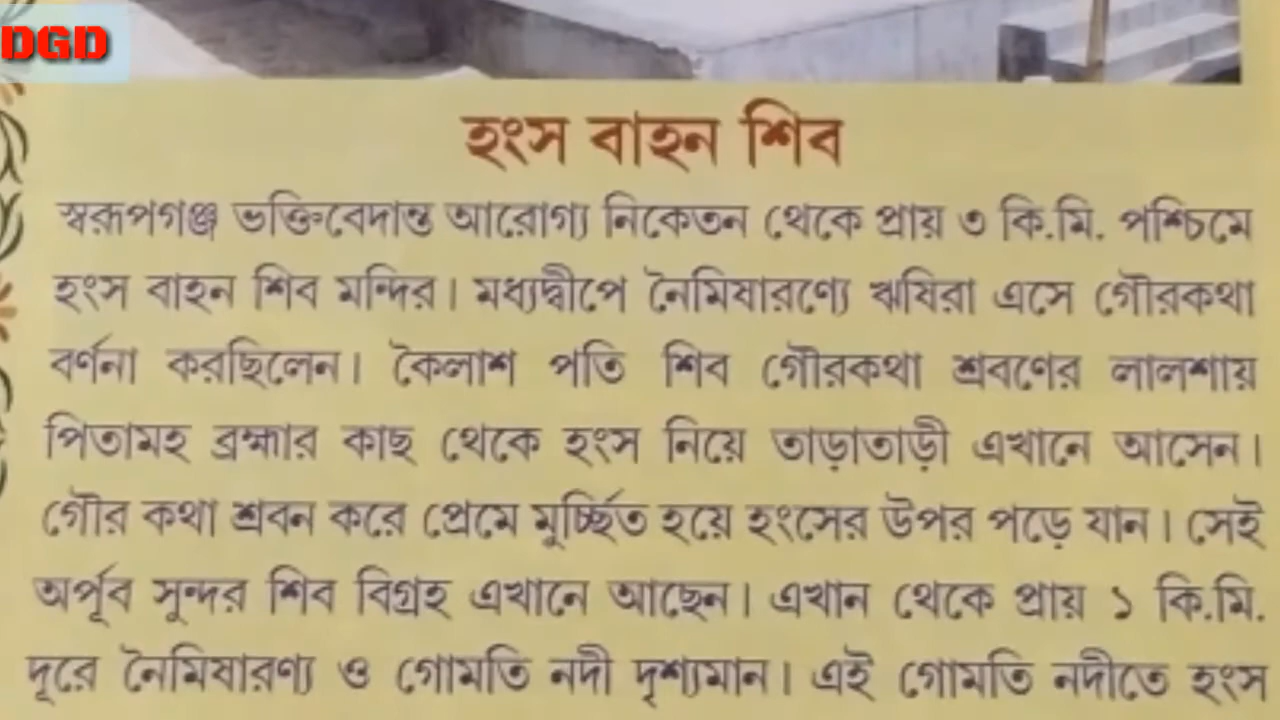 DGD
হংস বাহন শিব
স্বরূপগঞ্জ ভক্তিবেদান্ত আরোগ্য নিকেতন থেকে প্রায় ৩ কি.মি. পশ্চিমে
হংস বাহন শিব মন্দির। মধ্যদ্বীপে নৈমিষারণ্যে ঋষিরা এসে গৌরকথা
বর্ণনা করছিলেন। কৈলাশ পতি শিব গৌরকথা শ্রবণের লালশায়
পিতামহ ব্রহ্মার কাছ থেকে হংস নিয়ে তাড়াতাড়ী এখানে আসেন।
গৌর কথা শ্রবন করে প্রেমে মুর্চ্ছিত হয়ে হংসের উপর পড়ে যান। সেই
অর্পূব সুন্দর শিব বিগ্রহ এখানে আছেন। এখান থেকে প্রায় ১ কি.মি.
দূরে নৈমিষারণ্য ও গোমতি নদী দৃশ্যমান। এই গোমতি নদীতে হংস